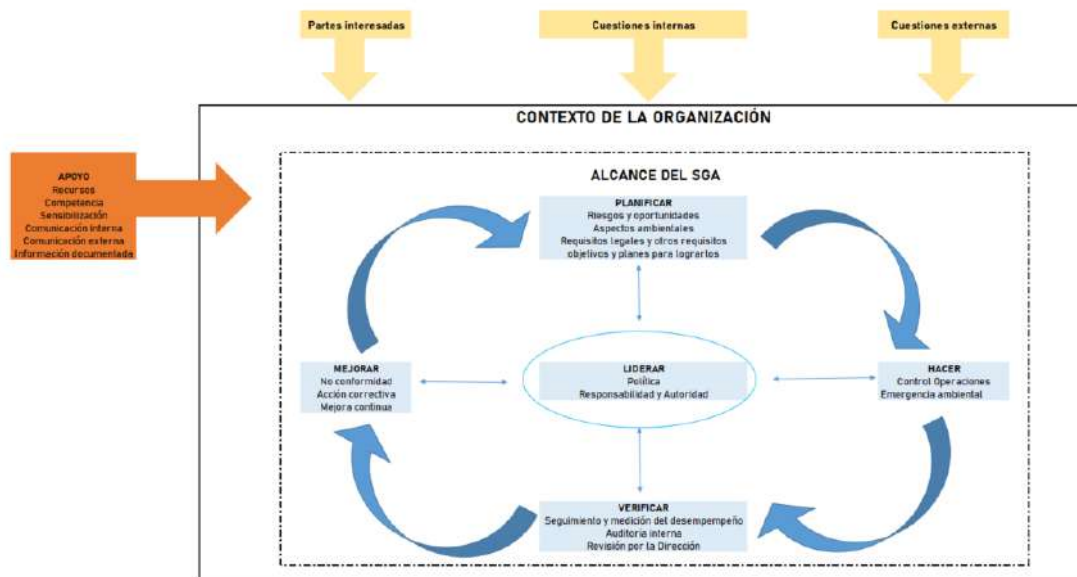 Partes interesadas
Cuestiones internas
Cuestiones externas
CONTEXTO DE LA ORGANIZACIÓN
APOYO
Recursos
Competencia
Sensibilización
Comunicación interna
Comunicación externa
Información documentada
ALCANCE DEL SGA
PLANIFICAR
Riesgos y oportunidades
Aspectos ambientales
Requisitos legales y otros requisitos
objetivos y planes para lograrlos
MEJORAR
No conformidad
Acción correctiva
Mejora continua
LIDERAR
Política
Responsabilidad y Autoridad
HACER
Control Operaciones
Emergencia ambiental
VERIFICAR
Seguimiento y medición del desempempeño
Auditoria interna
Revisión por la Dirección